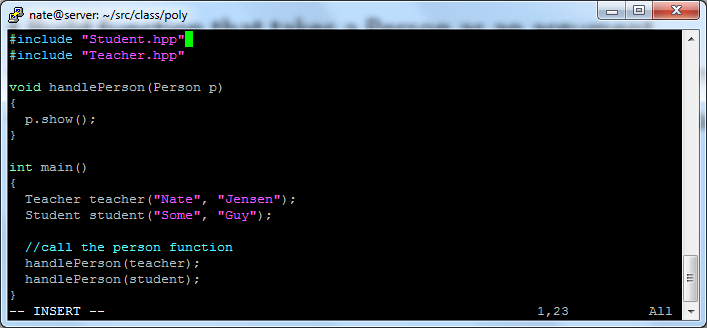 nate@server: ~/src/class/poly
#include "Student.hpp"
#include "Teacher.hpp"
void handlePerson(Person p)
{
  p.show();
}
int main()
{
  Teacher teacher("Nate", "Jensen");
  Student student("Some", "Guy");
  //call the person function
  handlePerson(teacher);
  handlePerson(student);
}
-- INSERT -- 1,23 All